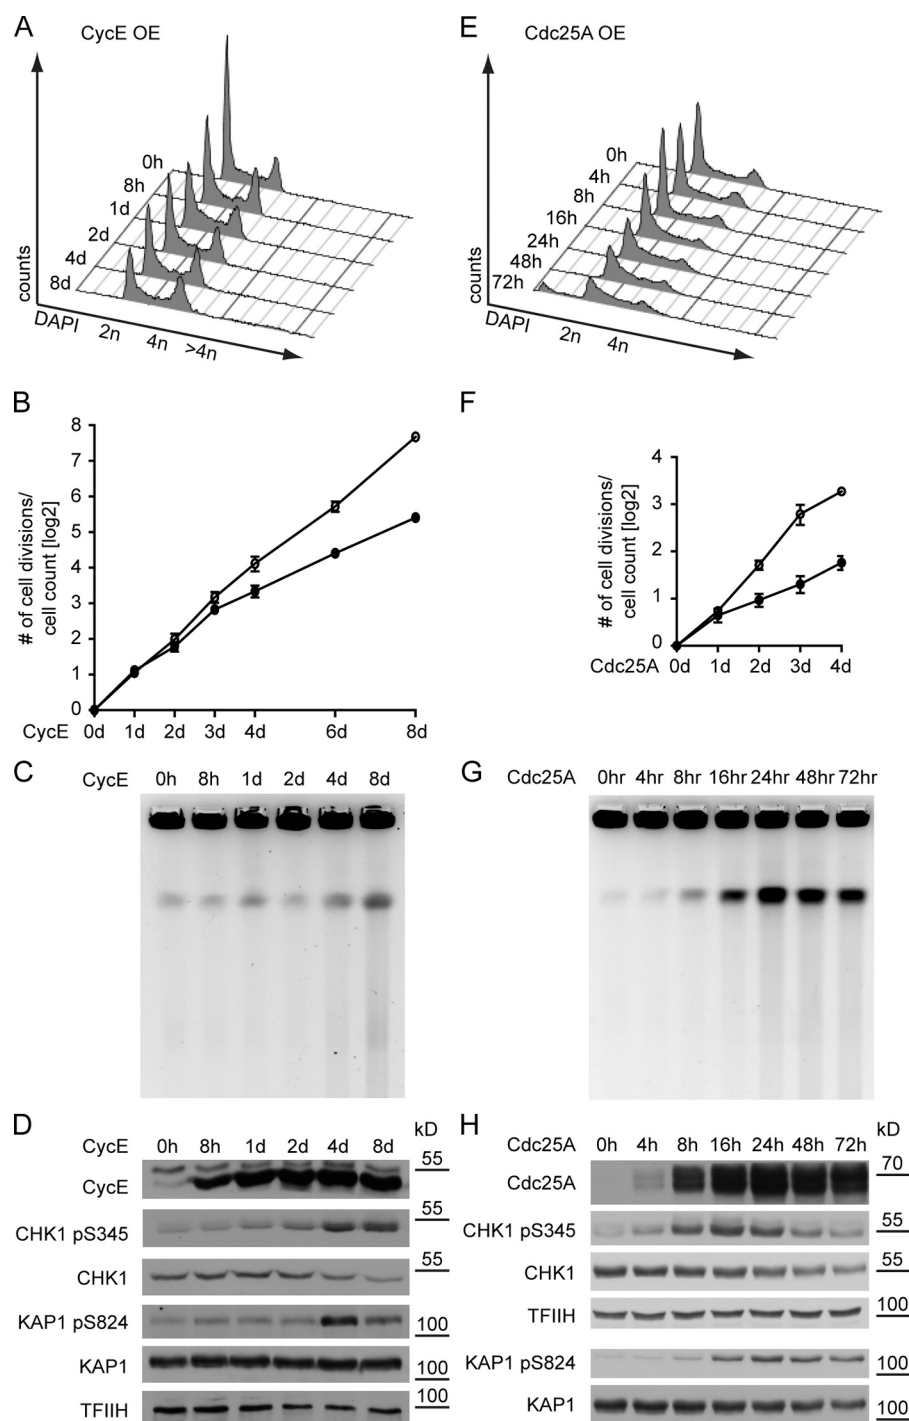 A CycE OE
0h
8h
1d
2d
4d
8d
counts
DAPI 2n 4n >4n
E Cdc25A OE
0h
4h
8h
16h
24h
48h
72h
counts
DAPI 2n 4n
B
# of cell divisions/
cell count [log2]
8
7
6
5
4
3
2
1
0
CycE 0d 1d 2d 3d 4d 6d 8d
F
# of cell divisions/
cell count [log2]
4
3
2
1
0
Cdc25A 0d 1d 2d 3d 4d
C CycE 0h 8h 1d 2d 4d 8d
G Cdc25A 0hr 4hr 8hr 16hr 24hr 48hr 72hr
D CycE 0h 8h 1d 2d 4d 8d kD
CycE 55
CHK1 pS345 55
CHK1 55
KAP1 pS824 100
KAP1 100
TFIIH 100
H Cdc25A 0h 4h 8h 16h 24h 48h 72h kD
Cdc25A 70
CHK1 pS345 55
CHK1 55
TFIIH 100
KAP1 pS824 100
KAP1 100